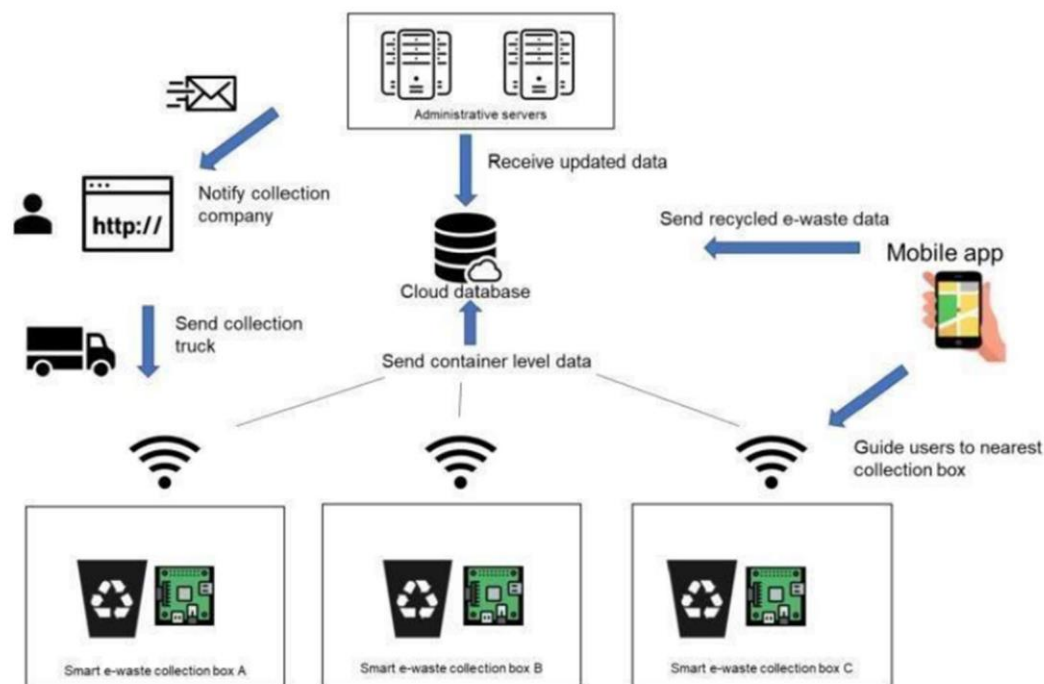 Administrative servers
Receive updated data
Notify collection
company
http://
Send recycled e-waste data
Mobile app
Cloud database
Send collection
truck
Send container level data
Guide users to nearest
collection box
Smart e-waste collection box A
Smart e-waste collection box B
Smart e-waste collection box C